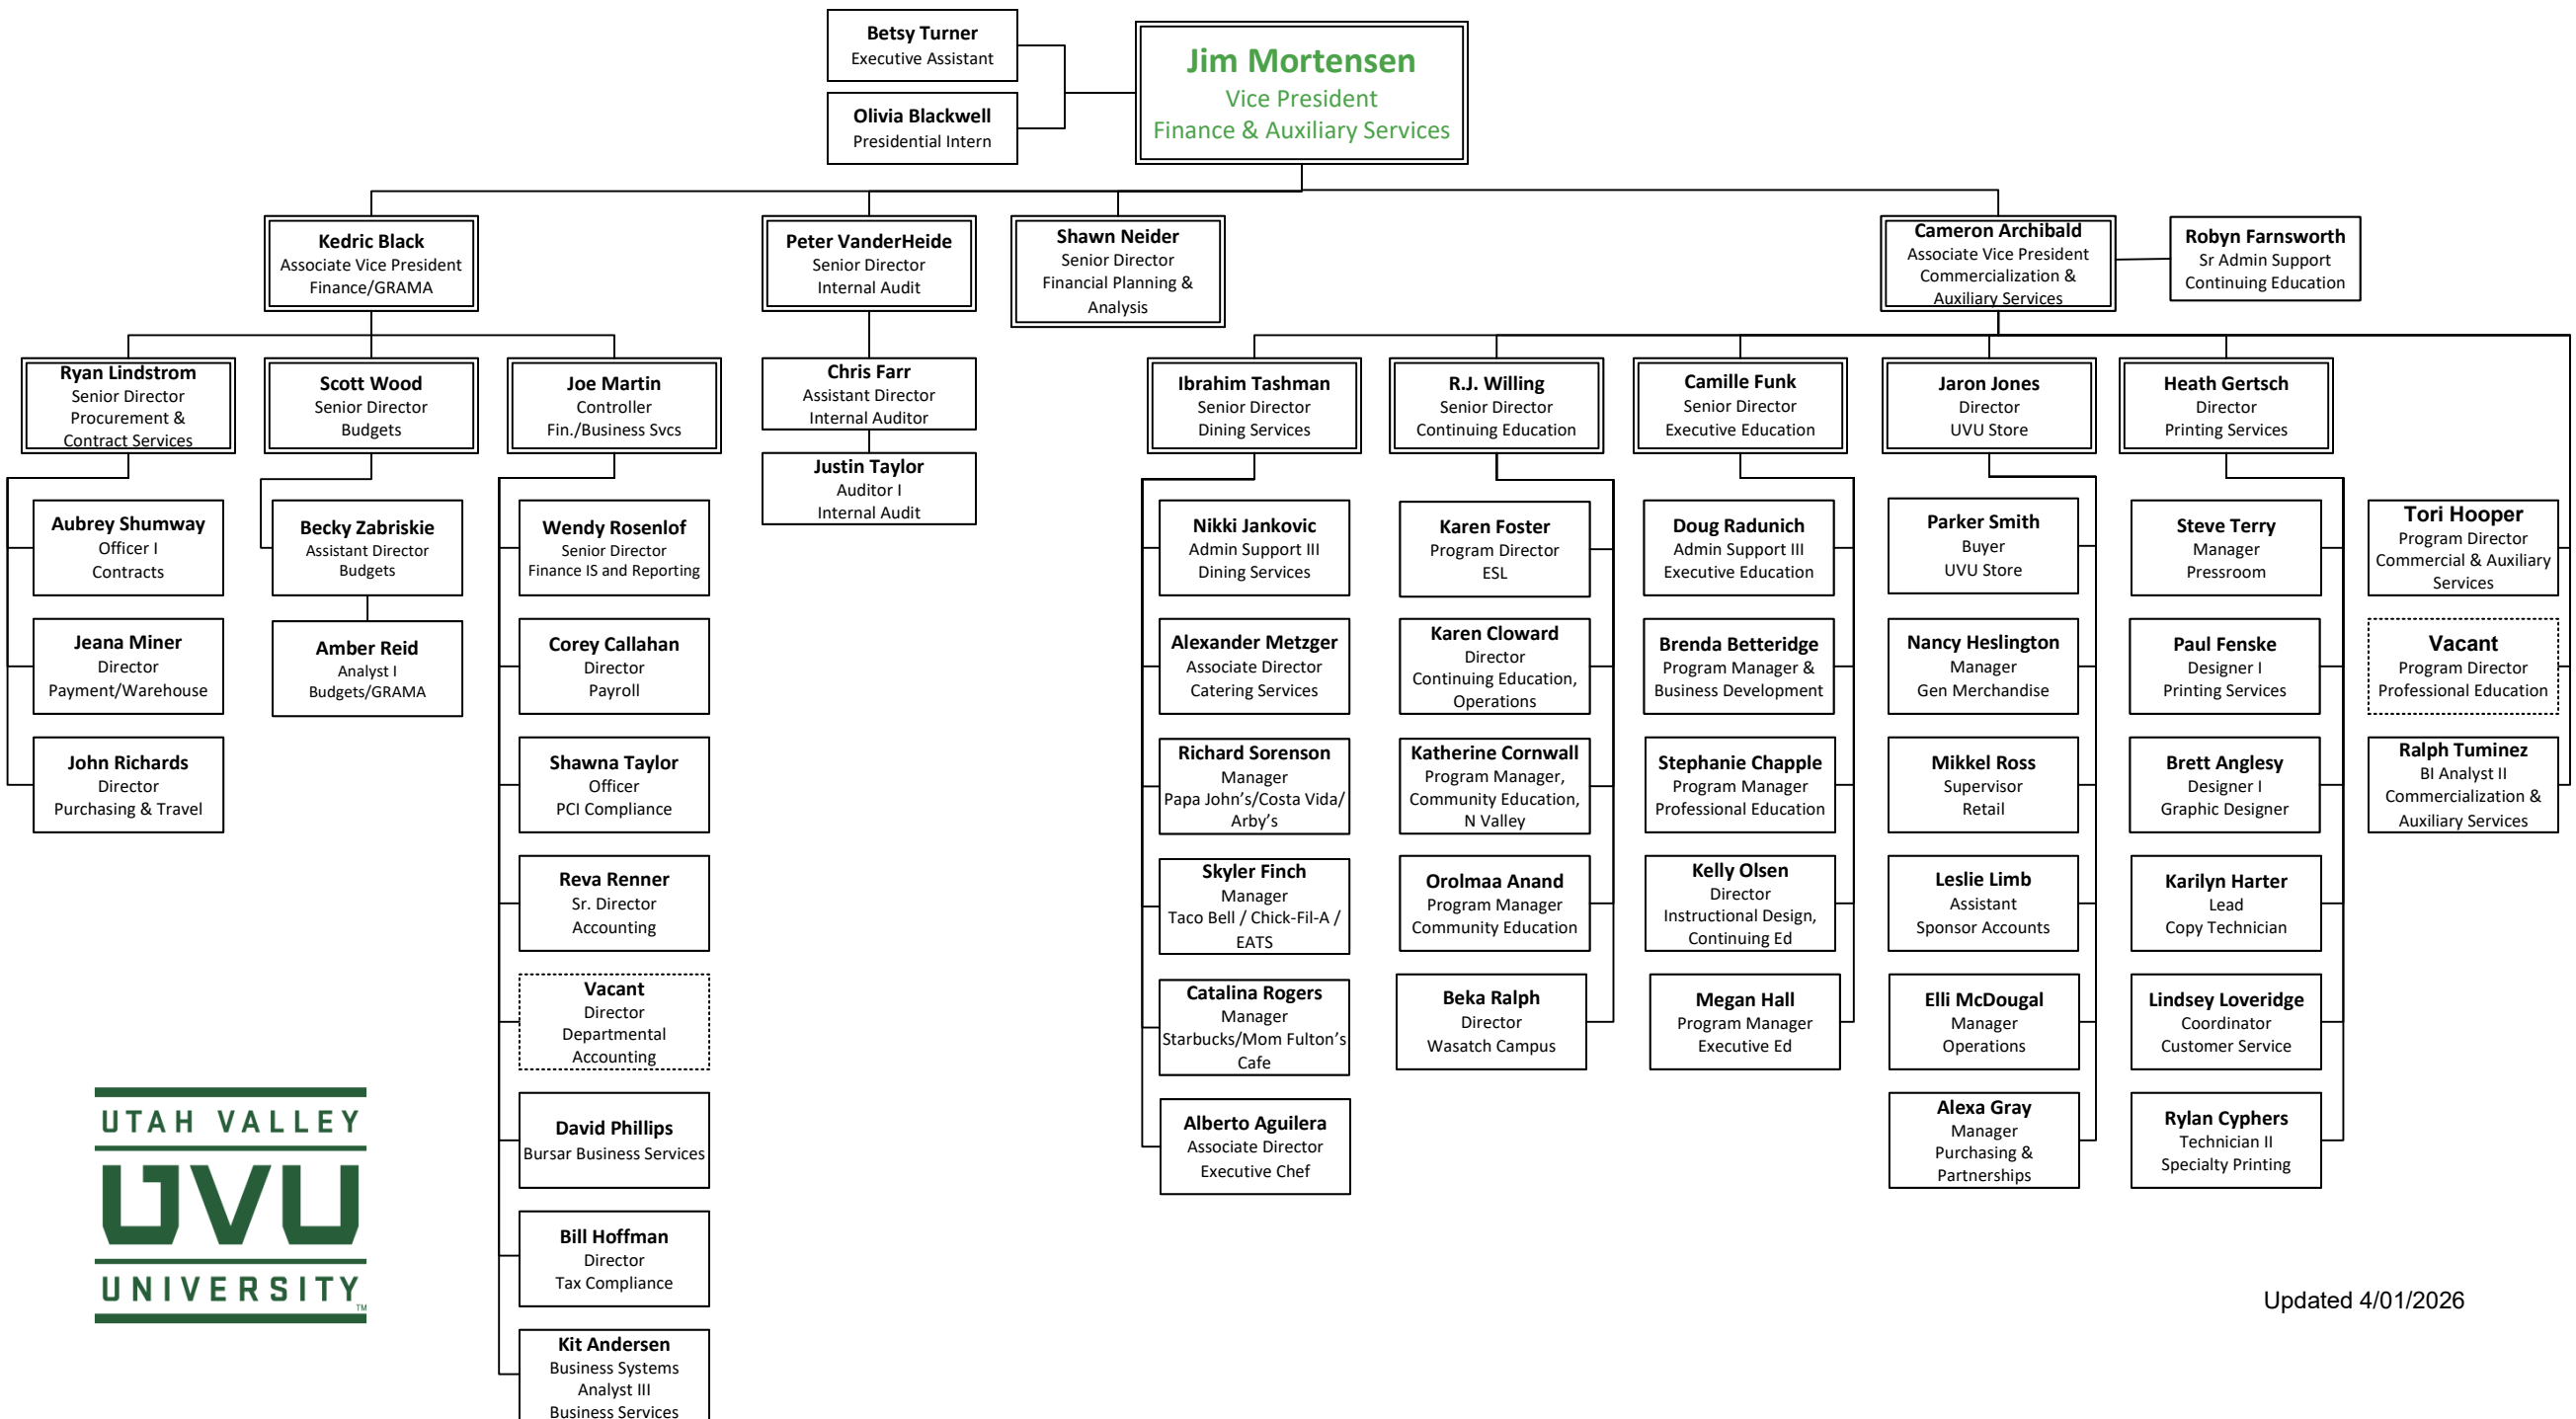 Betsy Turner
Executive Assistant
Olivia Blackwell
Presidential Intern
Jim Mortensen
Vice President
Finance & Auxiliary Services
Kedric Black
Associate Vice President
Finance/GRAMA
Peter VanderHeide
Senior Director
Internal Audit
Shawn Neider
Senior Director
Financial Planning &
Analysis
Cameron Archibald
Associate Vice President
Commercialization &
Auxiliary Services
Robyn Farnsworth
Sr Admin Support
Continuing Education
Ryan Lindstrom
Senior Director
Procurement &
Contract Services
Scott Wood
Senior Director
Budgets
Joe Martin
Controller
Fin./Business Svcs
Chris Farr
Assistant Director
Internal Auditor
Justin Taylor
Auditor I
Internal Audit
Ibrahim Tashman
Senior Director
Dining Services
R.J. Willing
Senior Director
Continuing Education
Camille Funk
Senior Director
Executive Education
Jaron Jones
Director
UVU Store
Heath Gertsch
Director
Printing Services
Aubrey Shumway
Officer I
Contracts
Jeana Miner
Director
Payment/Warehouse
John Richards
Director
Purchasing & Travel
Becky Zabriskie
Assistant Director
Budgets
Amber Reid
Analyst I
Budgets/GRAMA
Wendy Rosenlof
Senior Director
Finance IS and Reporting
Corey Callahan
Director
Payroll
Shawna Taylor
Officer
PCI Compliance
Reva Renner
Sr. Director
Accounting
Vacant
Director
Departmental
Accounting
David Phillips
Bursar Business Services
Bill Hoffman
Director
Tax Compliance
Kit Andersen
Business Systems
Analyst III
Business Services
Nikki Jankovic
Admin Support III
Dining Services
Alexander Metzger
Associate Director
Catering Services
Richard Sorenson
Manager
Papa John’s/Costa Vida/
Arby’s
Skyler Finch
Manager
Taco Bell / Chick-Fil-A /
EATS
Catalina Rogers
Manager
Starbucks/Mom Fulton’s
Cafe
Alberto Aguilera
Associate Director
Executive Chef
Karen Foster
Program Director
ESL
Karen Cloward
Director
Continuing Education,
Operations
Katherine Cornwall
Program Manager,
Community Education,
N Valley
Orolmaa Anand
Program Manager
Community Education
Beka Ralph
Director
Wasatch Campus
Doug Radunich
Admin Support III
Executive Education
Brenda Betteridge
Program Manager &
Business Development
Stephanie Chapple
Program Manager
Professional Education
Kelly Olsen
Director
Instructional Design,
Continuing Ed
Megan Hall
Program Manager
Executive Ed
Parker Smith
Buyer
UVU Store
Nancy Heslington
Manager
Gen Merchandise
Mikkel Ross
Supervisor
Retail
Leslie Limb
Assistant
Sponsor Accounts
Elli McDougal
Manager
Operations
Alexa Gray
Manager
Purchasing &
Partnerships
Steve Terry
Manager
Pressroom
Paul Fenske
Designer I
Printing Services
Brett Anglesy
Designer I
Graphic Designer
Karilyn Harter
Lead
Copy Technician
Lindsey Loveridge
Coordinator
Customer Service
Rylan Cyphers
Technician II
Specialty Printing
Tori Hooper
Program Director
Commercial & Auxiliary
Services
Vacant
Program Director
Professional Education
Ralph Tuminez
BI Analyst II
Commercialization &
Auxiliary Services
UTAH VALLEY
UVU
UNIVERSITY
TM
Updated 4/01/2026